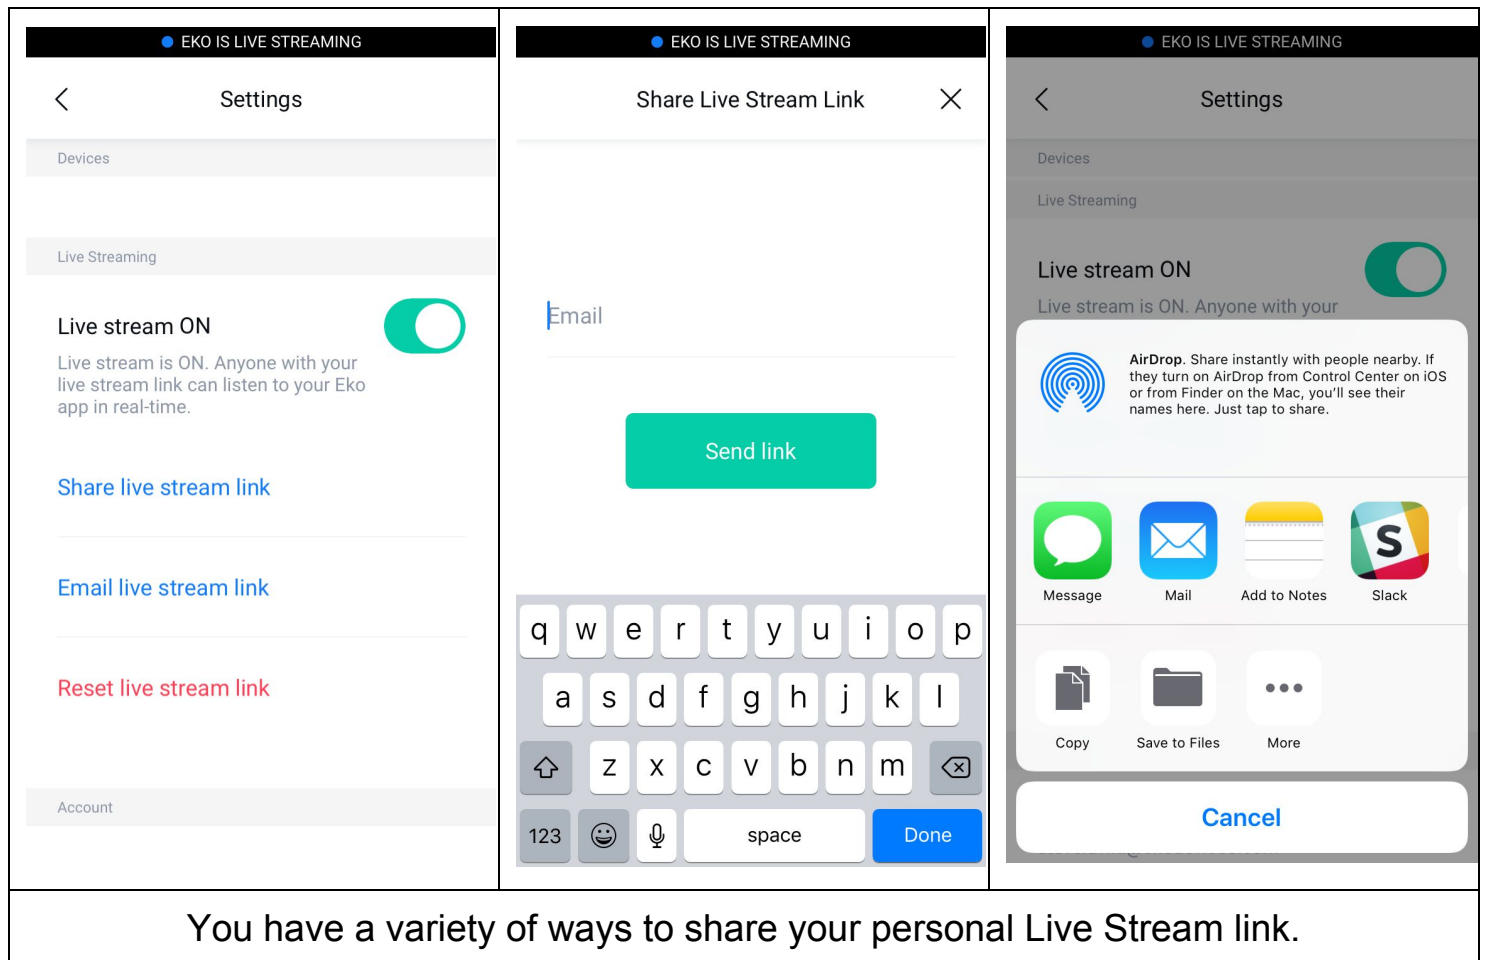 EKO IS LIVE STREAMING
Settings
Devices
Live Streaming
Live stream ON
Live stream is ON. Anyone with your
live stream link can listen to your Eko
app in real-time.
Share live stream link
Email live stream link
Reset live stream link
Account
EKO IS LIVE STREAMING
Share Live Stream Link
Email
Send link
q w e r t y u i o p
a s d f g h j k l
z x c v b n m
123 space Done
EKO IS LIVE STREAMING
Settings
Devices
Live Streaming
Live stream ON
Live stream is ON. Anyone with your
AirDrop. Share instantly with people nearby. If
they turn on AirDrop from Control Center on iOS
or from Finder on the Mac, you'll see their
names here. Just tap to share.
S
Message Mail Add to Notes Slack
Copy Save to Files More
Cancel
You have a variety of ways to share your personal Live Stream link.